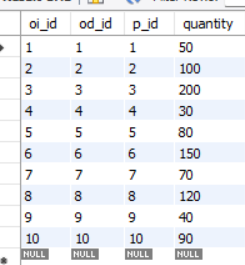 oi_id od_id p_id quantity
1 1 1 50
2 2 2 100
3 3 3 200
4 4 4 30
5 5 5 80
6 6 6 150
7 7 7 70
8 8 8 120
9 9 9 40
10 10 10 90
NULL NULL NULL NULL